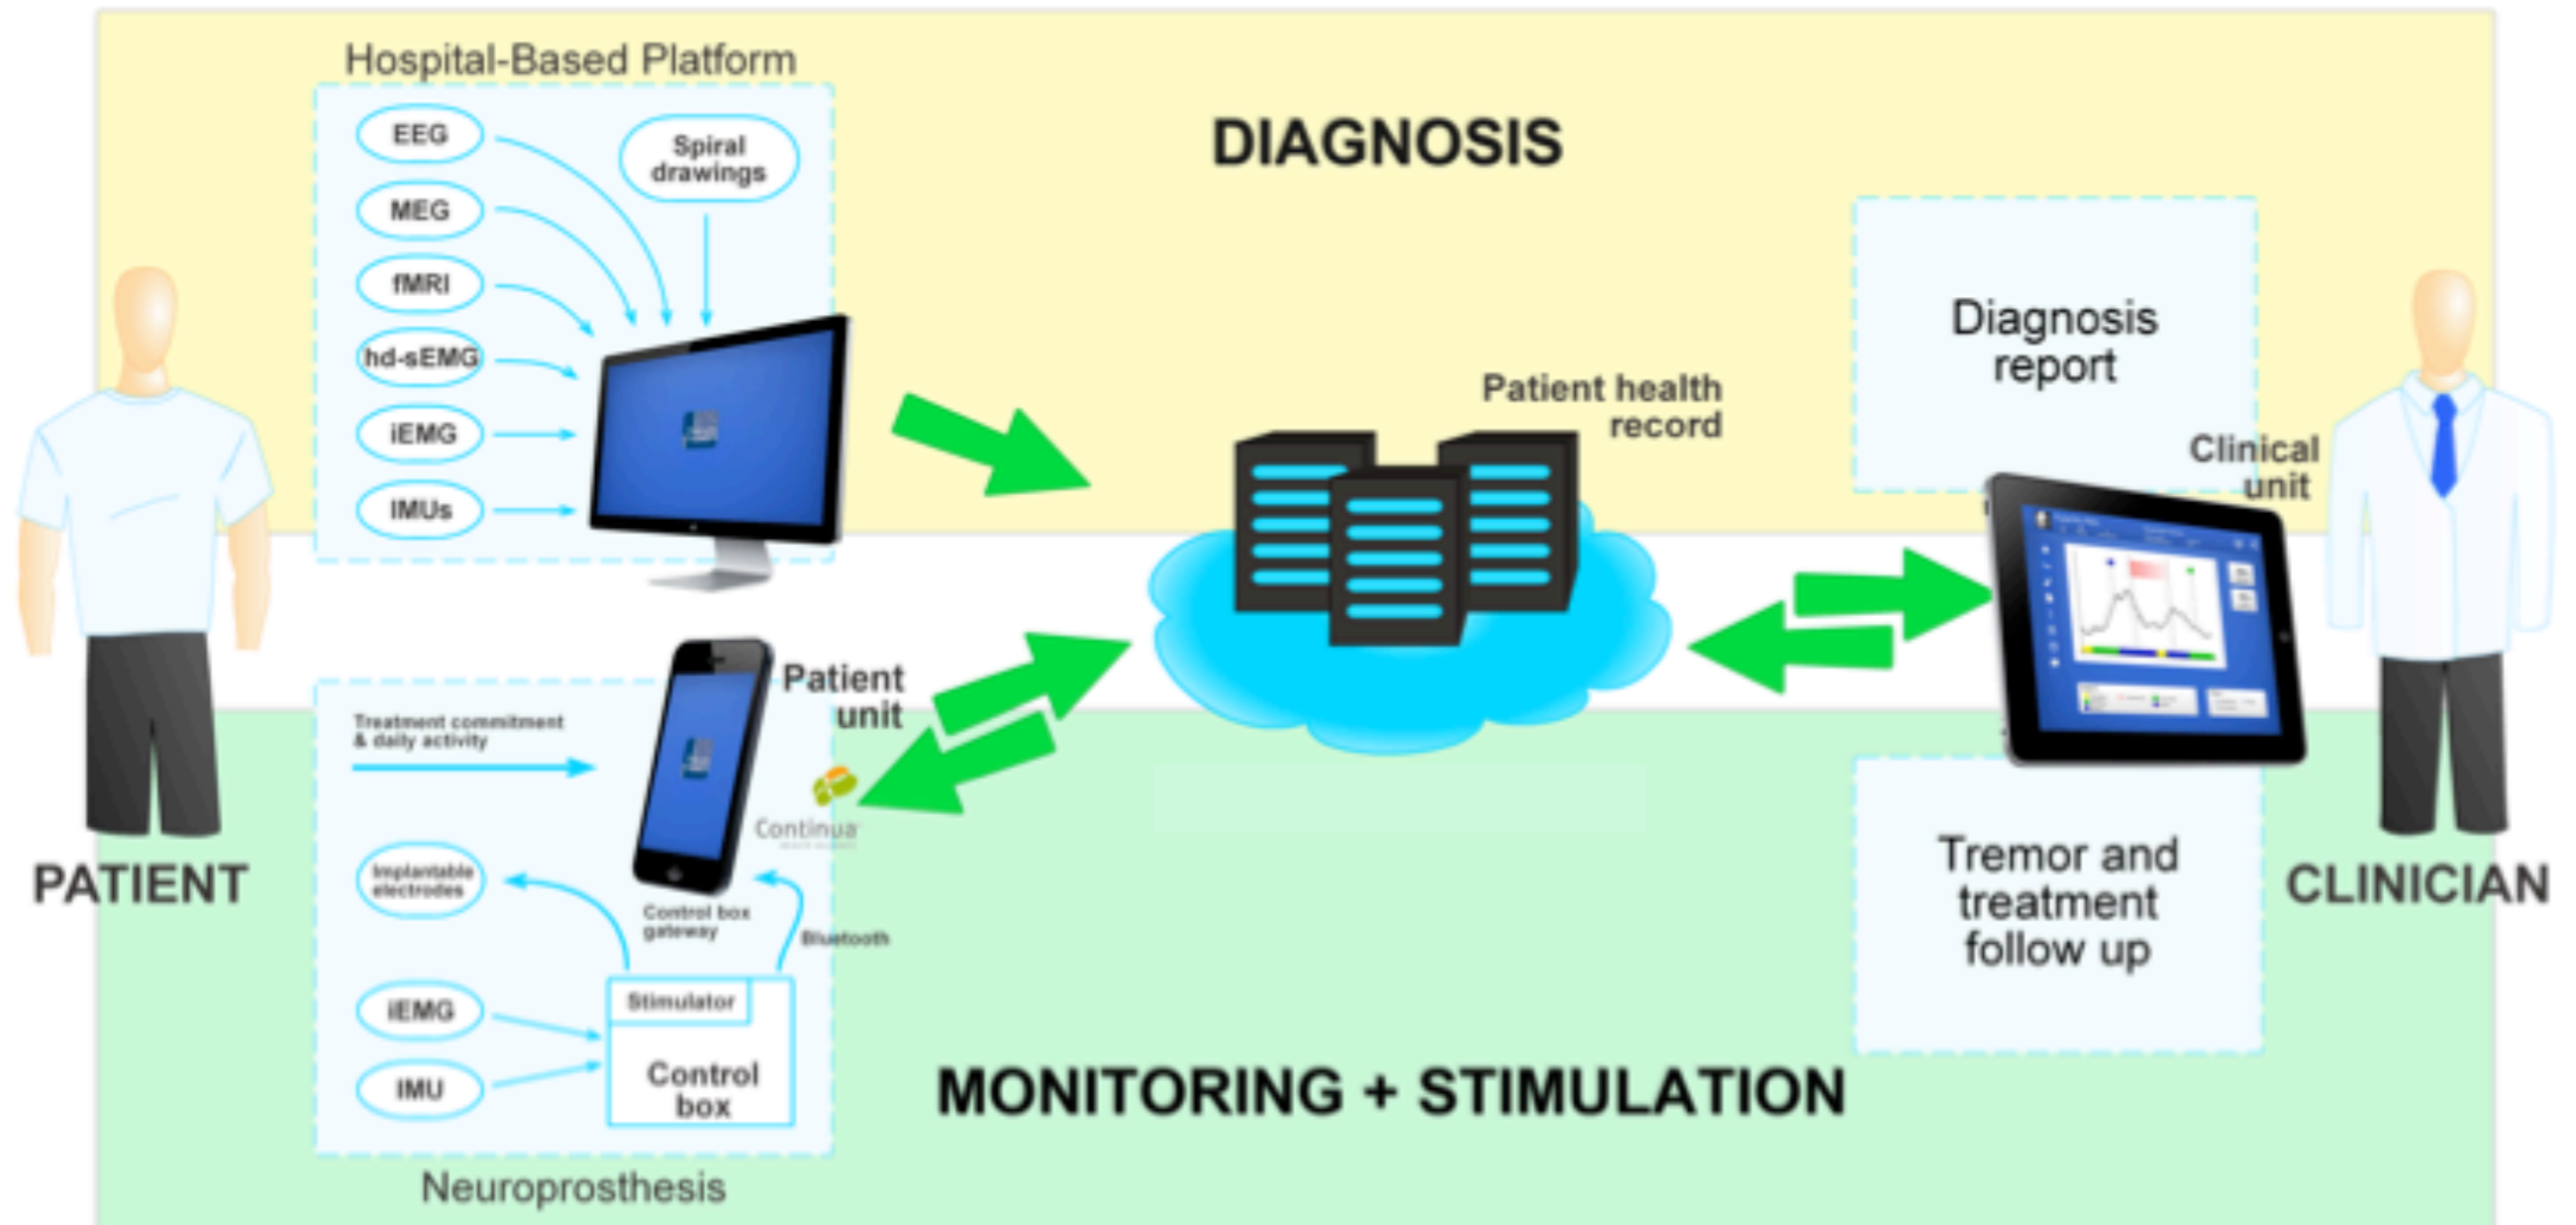 Hospital-Based Platform
EEG
MEG
fMRI
hd-sEMG
iEMG
IMUs
Spiral
drawings
DIAGNOSIS
Patient health
record
Diagnosis
report
Clinical
unit
PATIENT
CLINICIAN
Treatment commitment
& daily activity
Patient
unit
Continua
Implantable
electrodes
Control box
gateway
Bluetooth
iEMG
IMU
Stimulator
Control
box
Neuroprosthesis
Tremor and
treatment
follow up
MONITORING + STIMULATION